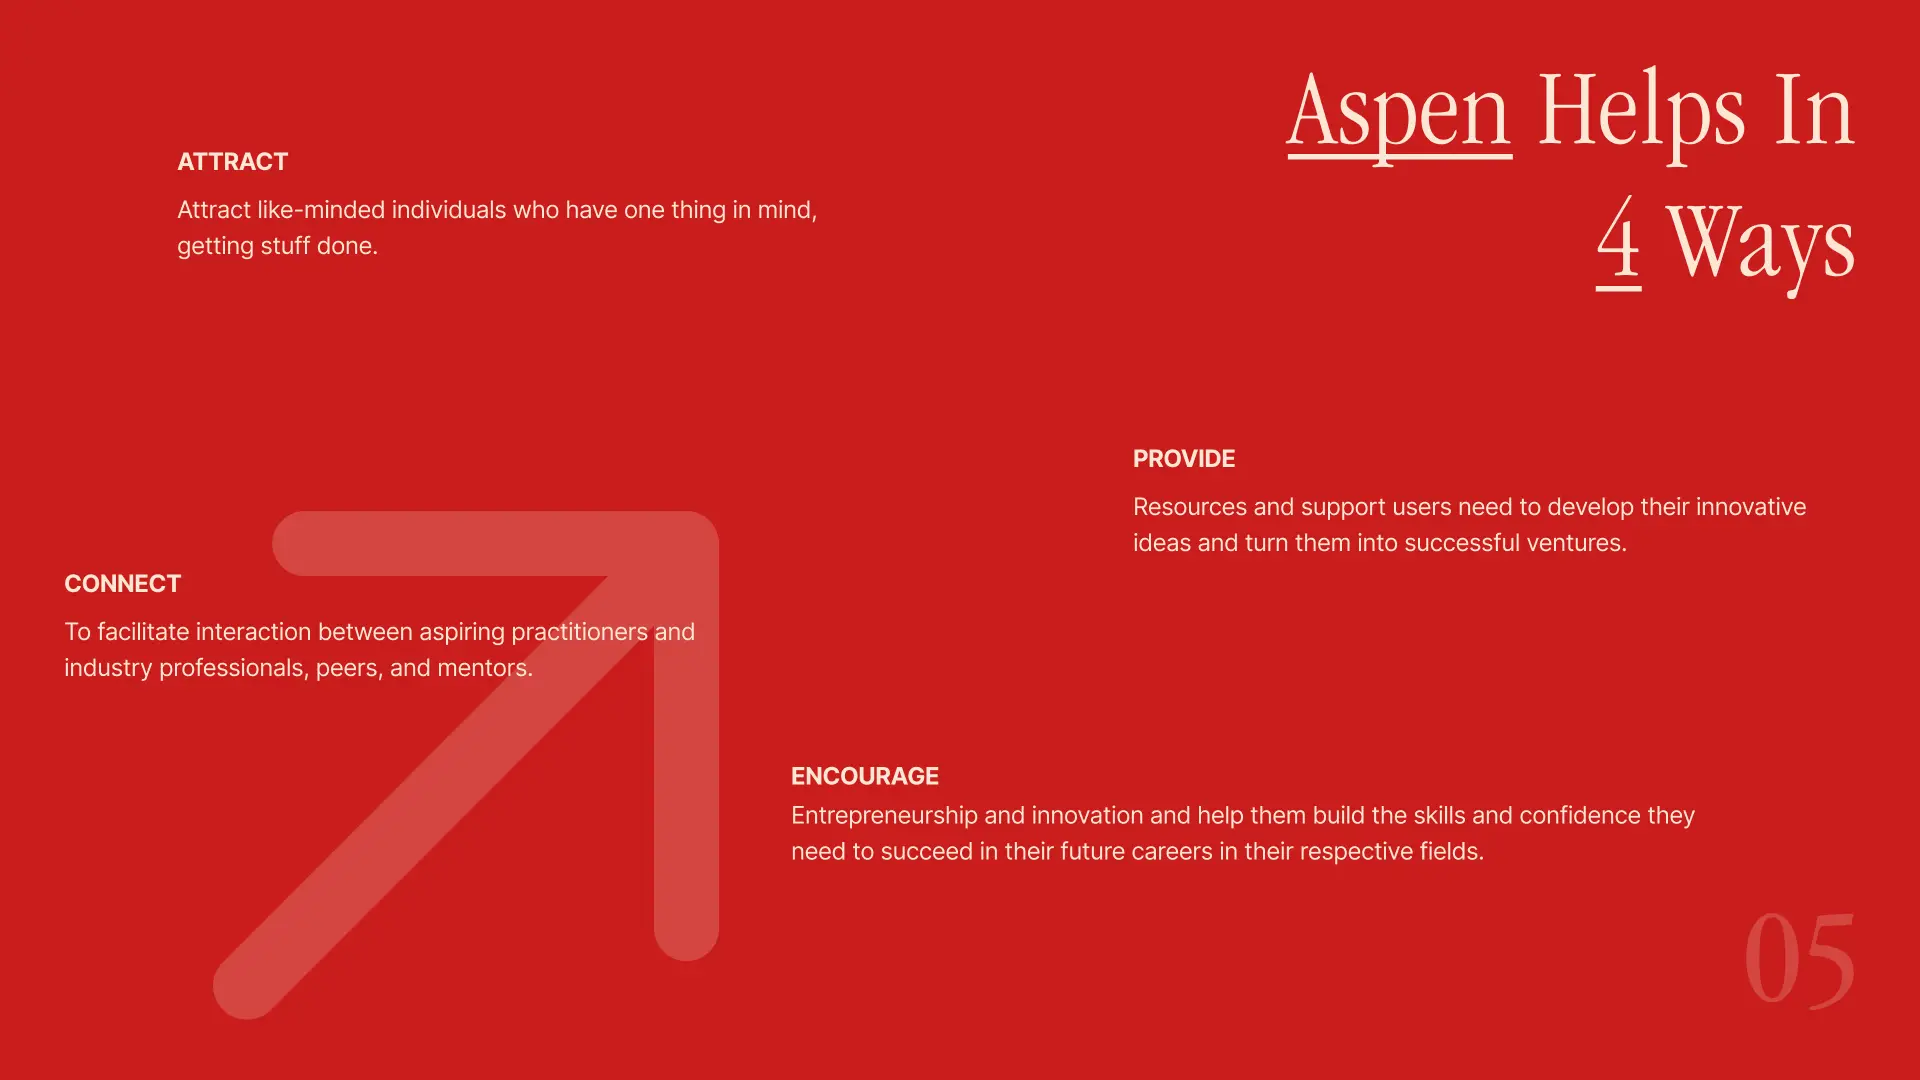 Aspen Helps In
4 Ways
ATTRACT
Attract like-minded individuals who have one thing in mind,
getting stuff done.
PROVIDE
Resources and support users need to develop their innovative
ideas and turn them into successful ventures.
CONNECT
To facilitate interaction between aspiring practitioners and
industry professionals, peers, and mentors.
ENCOURAGE
Entrepreneurship and innovation and help them build the skills and confidence they
need to succeed in their future careers in their respective fields.
05